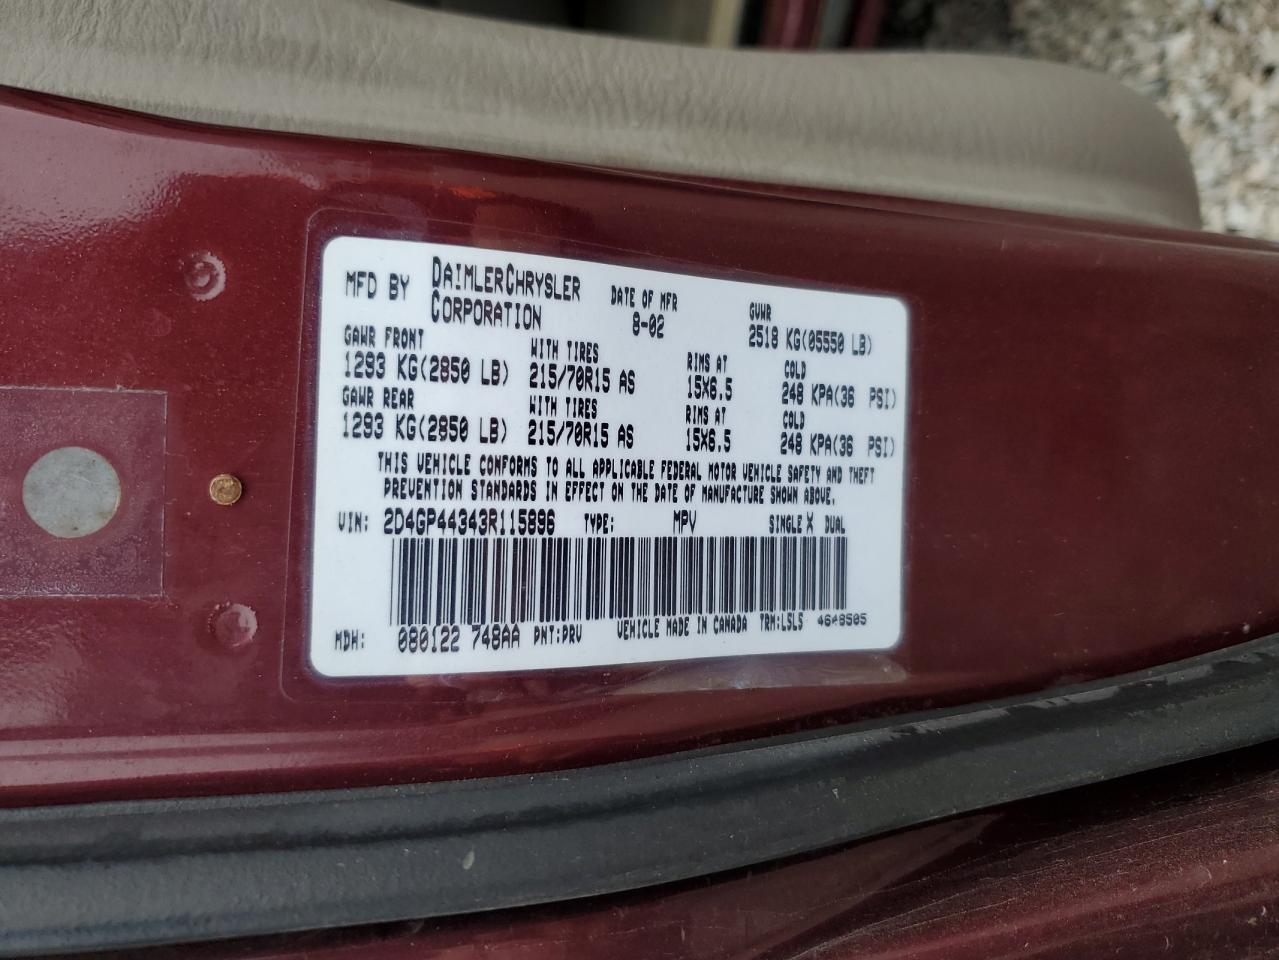 MFD BY DAIMLERCHRYSLER CORPORATION DATE OF MFR 8-02 GVWR 2518 KG(05550 LB)
GAWR FRONT WITH TIRES RIMS AT COLD
1293 KG(2850 LB) 215/70R15 AS 15X6.5 248 KPA(36 PSI)
GAWR REAR WITH TIRES RIMS AT COLD
1293 KG(2850 LB) 215/70R15 AS 15X6.5 248 KPA(36 PSI)
THIS VEHICLE CONFORMS TO ALL APPLICABLE FEDERAL MOTOR VEHICLE SAFETY AND THEFT
PREVENTION STANDARDS IN EFFECT ON THE DATE OF MANUFACTURE SHOWN ABOVE.
VIN: 2D4GP44343R115896 TYPE: MPV SINGLE X DUAL
MDH: 080122 748AA PNT:PRV VEHICLE MADE IN CANADA TRM:L5L5